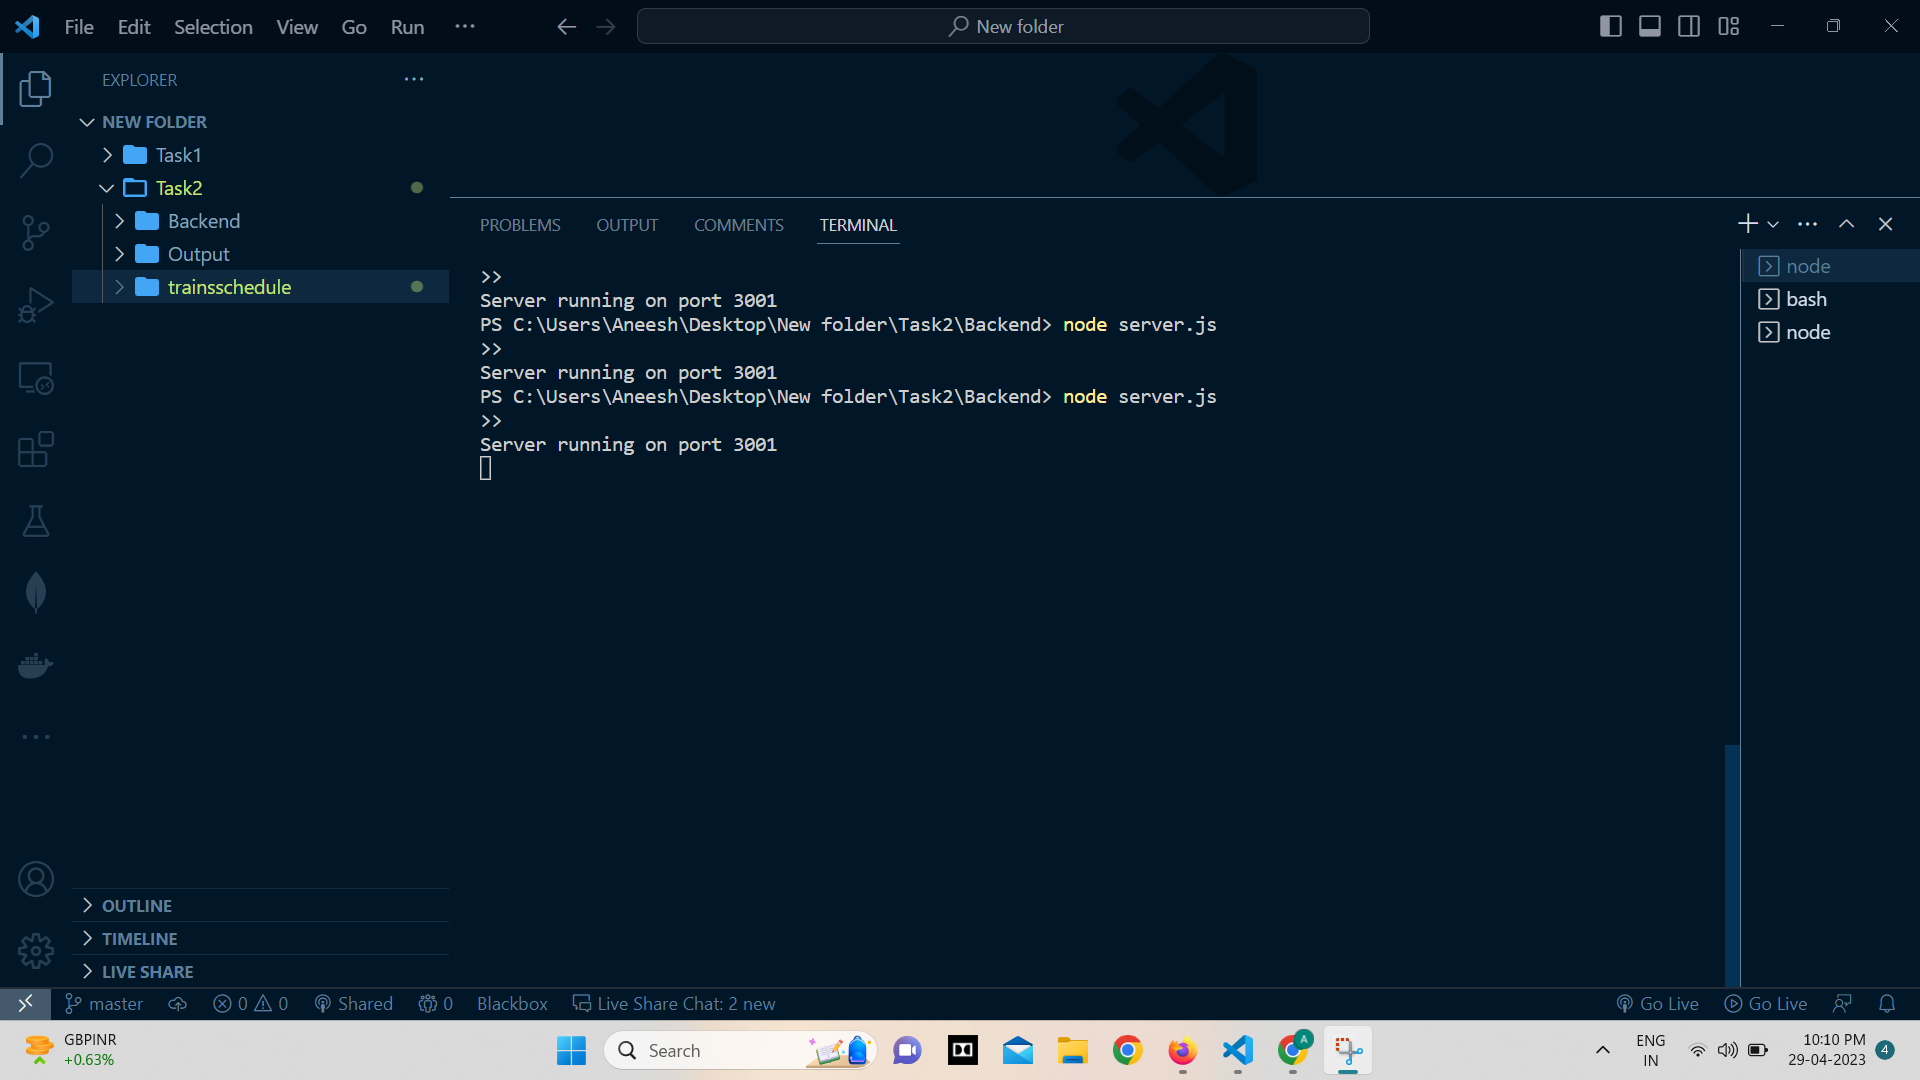 File Edit Selection View Go Run ··· New folder
EXPLORER ···
NEW FOLDER
Task1
Task2
Backend
Output
trainsschedule
OUTLINE
TIMELINE
LIVE SHARE
PROBLEMS OUTPUT COMMENTS TERMINAL
>>
Server running on port 3001
PS C:\Users\Aneesh\Desktop\New folder\Task2\Backend> node server.js
>>
Server running on port 3001
PS C:\Users\Aneesh\Desktop\New folder\Task2\Backend> node server.js
>>
Server running on port 3001
node
bash
node
master 0 0 Shared 0 Blackbox Live Share Chat: 2 new Go Live Go Live
GBPINR
+0.63%
Search
A
ENG
IN
10:10 PM
29-04-2023
4